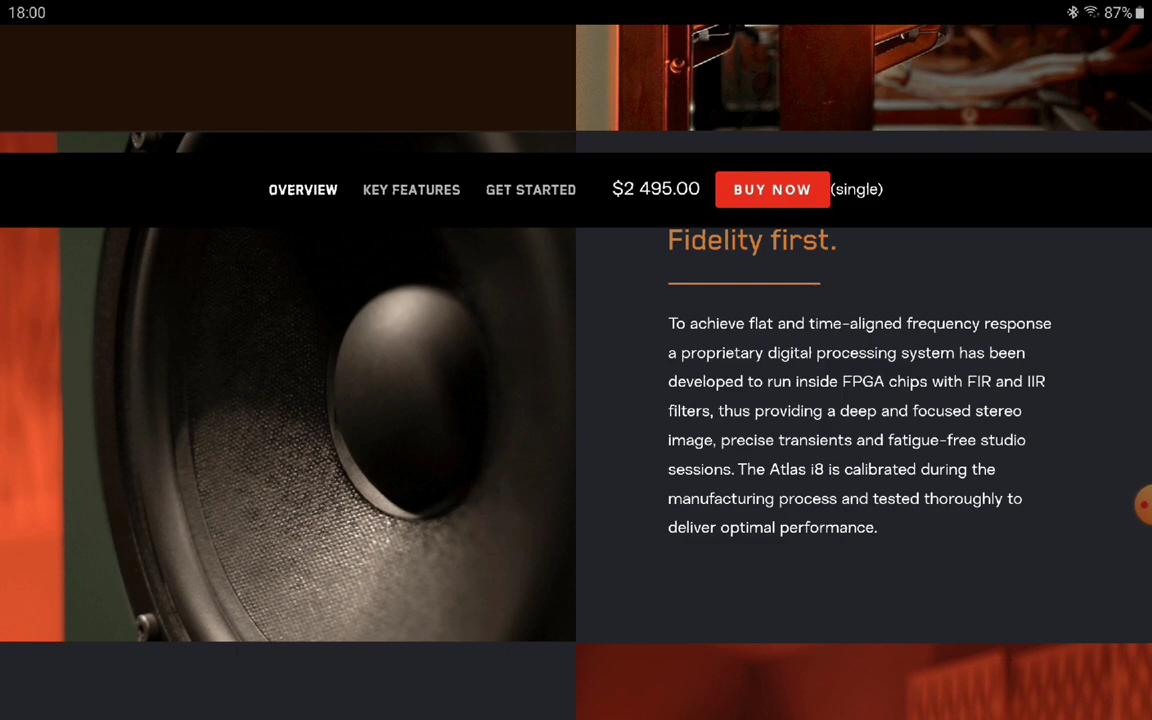 18:00
87%
OVERVIEW KEY FEATURES GET STARTED $2 495.00 BUY NOW (single)
Fidelity first.
To achieve flat and time-aligned frequency response
a proprietary digital processing system has been
developed to run inside FPGA chips with FIR and IIR
filters, thus providing a deep and focused stereo
image, precise transients and fatigue-free studio
sessions. The Atlas i8 is calibrated during the
manufacturing process and tested thoroughly to
deliver optimal performance.